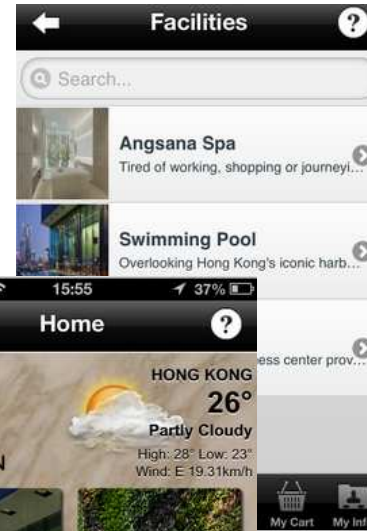 Facilities
?
Search...
Angsana Spa
Tired of working, shopping or journeyi...
Swimming Pool
Overlooking Hong Kong's iconic harb...
ess center prov...
My Cart
My Inf
15:55
37%
Home
?
HONG KONG
26°
Partly Cloudy
High: 28° Low: 23°
Wind: E 19.31km/h
N